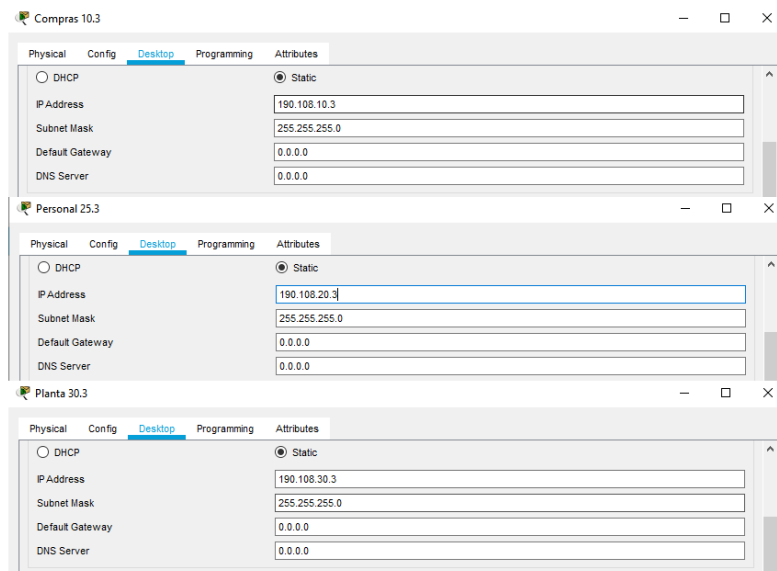 Compras 10.3
Physical Config Desktop Programming Attributes
DHCP Static
IP Address 190.108.10.3
Subnet Mask 255.255.255.0
Default Gateway 0.0.0.0
DNS Server 0.0.0.0
Personal 25.3
Physical Config Desktop Programming Attributes
DHCP Static
IP Address 190.108.20.3
Subnet Mask 255.255.255.0
Default Gateway 0.0.0.0
DNS Server 0.0.0.0
Planta 30.3
Physical Config Desktop Programming Attributes
DHCP Static
IP Address 190.108.30.3
Subnet Mask 255.255.255.0
Default Gateway 0.0.0.0
DNS Server 0.0.0.0